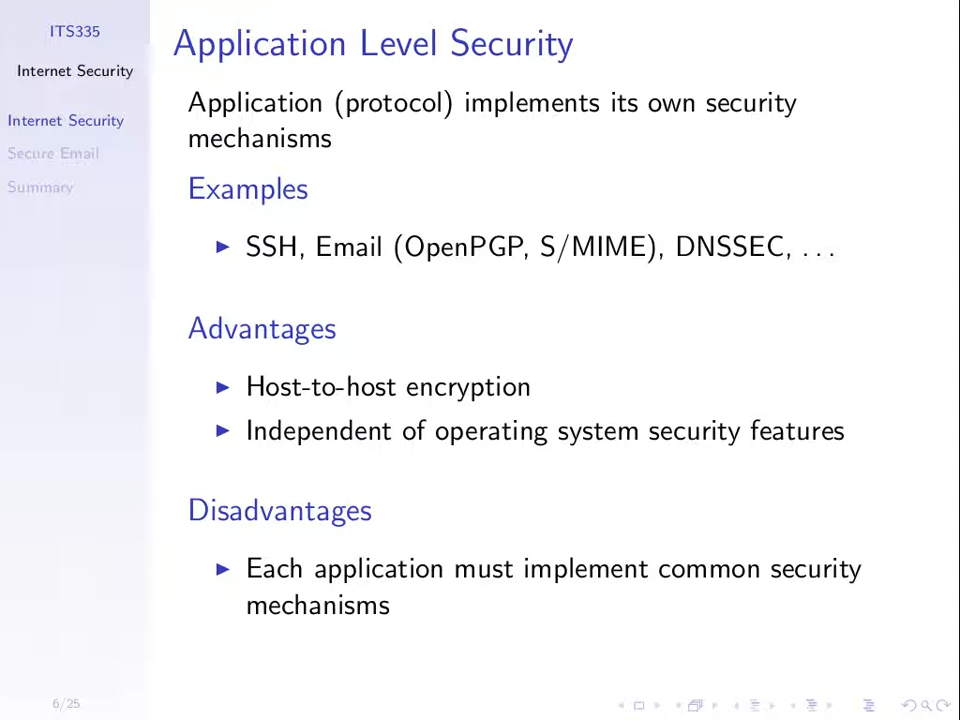 ITS335
Internet Security
Internet Security
Secure Email
Summary
Application Level Security
Application (protocol) implements its own security
mechanisms
Examples
► SSH, Email (OpenPGP, S/MIME), DNSSEC, . . .
Advantages
► Host-to-host encryption
► Independent of operating system security features
Disadvantages
► Each application must implement common security
mechanisms
6/25